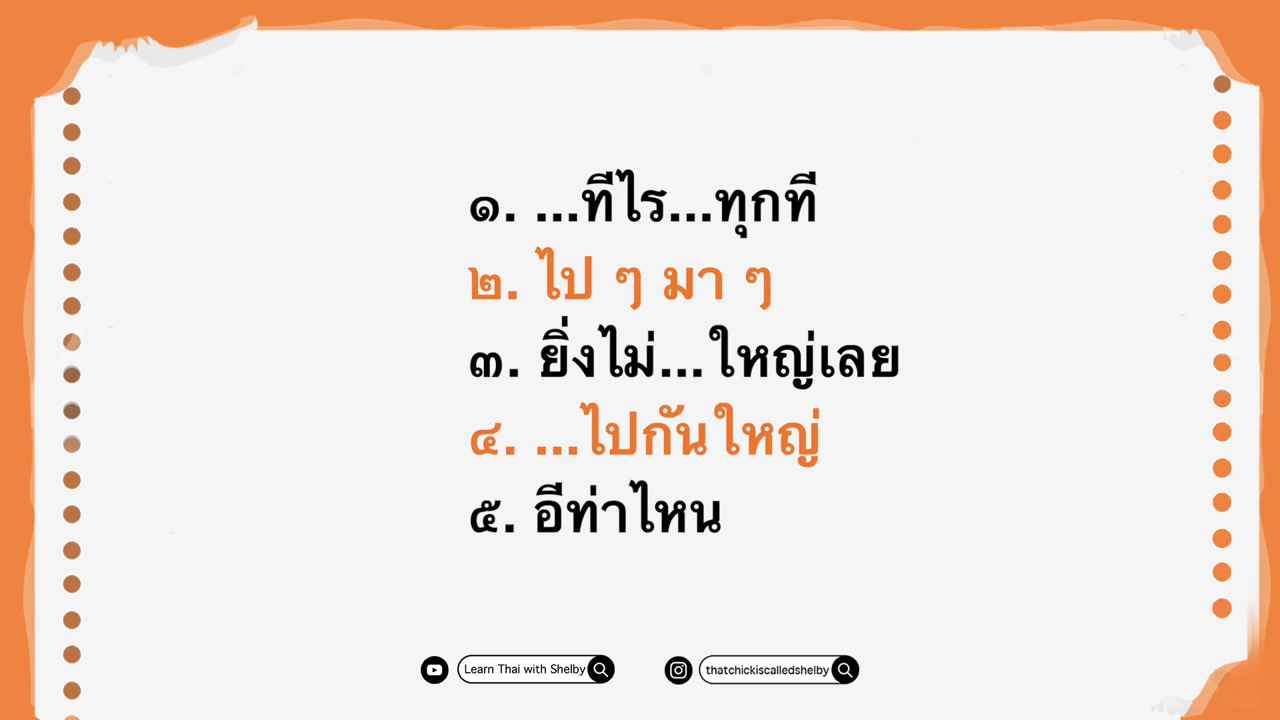 ๑. ...ทีไร...ทุกที
๒. ไป ๆ มา ๆ
๓. ยิ่งไม่...ใหญ่เลย
๔. ...ไปกันใหญ่
๕. อีท่าไหน
Learn Thai with Shelby
thatchickiscalledshelby